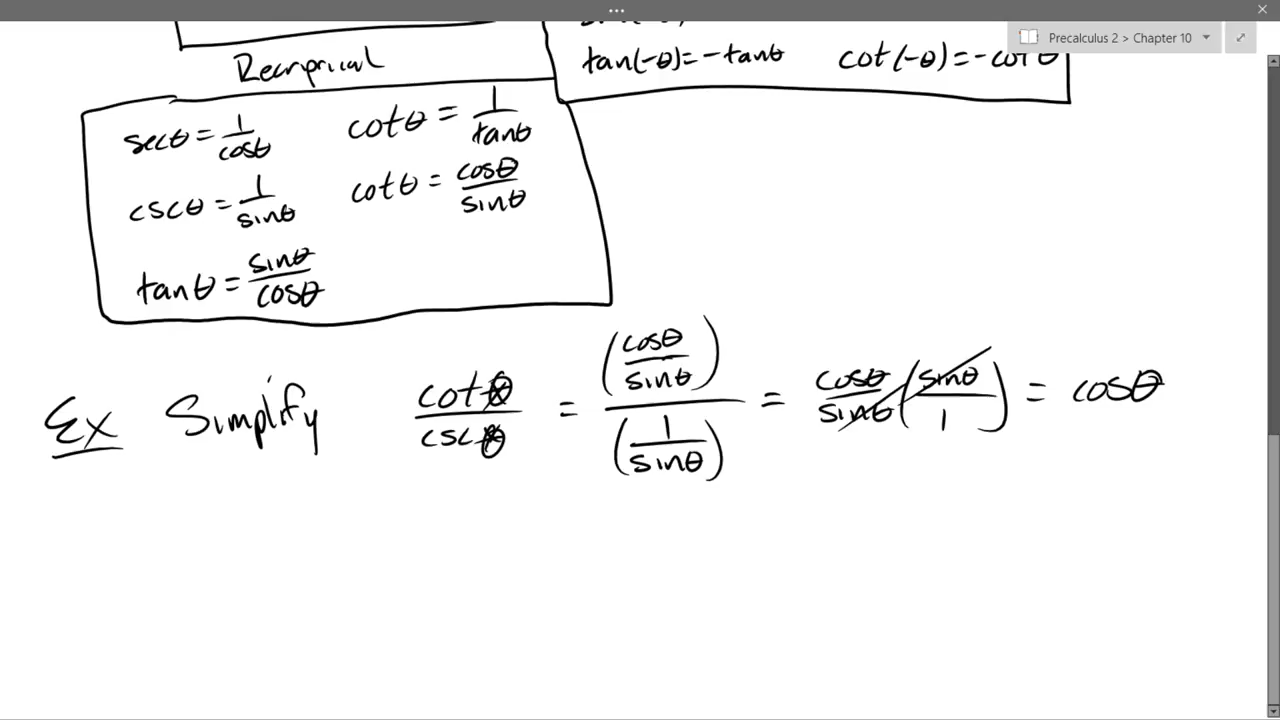 Precalculus 2 > Chapter 10
tan(-θ)=-tanθ cot(-θ)=-cotθ
Recriprical
secθ = 1/cosθ cotθ = 1/tanθ
cscθ = 1/sinθ cotθ = cosθ/sinθ
tanθ = sinθ/cosθ
Ex Simplify cotθ/cscθ = (cosθ/sinθ)/(1/sinθ) = cosθ/sinθ (sinθ/1) = cosθ